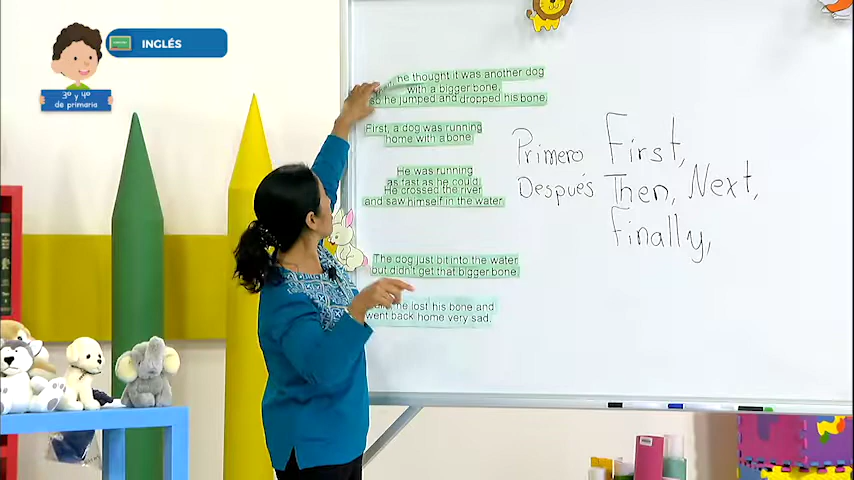 INGLÉS
3º y 4º
de primaria
he thought it was another dog
with a bigger bone,
so he jumped and dropped his bone
First, a dog was running
home with a bone
He was running
as fast as he could.
He crossed the river
and saw himself in the water
The dog just bit into the water
but didn't get that bigger bone
he lost his bone and
went back home very sad.
Primero First,
Después Then, Next,
Finally,